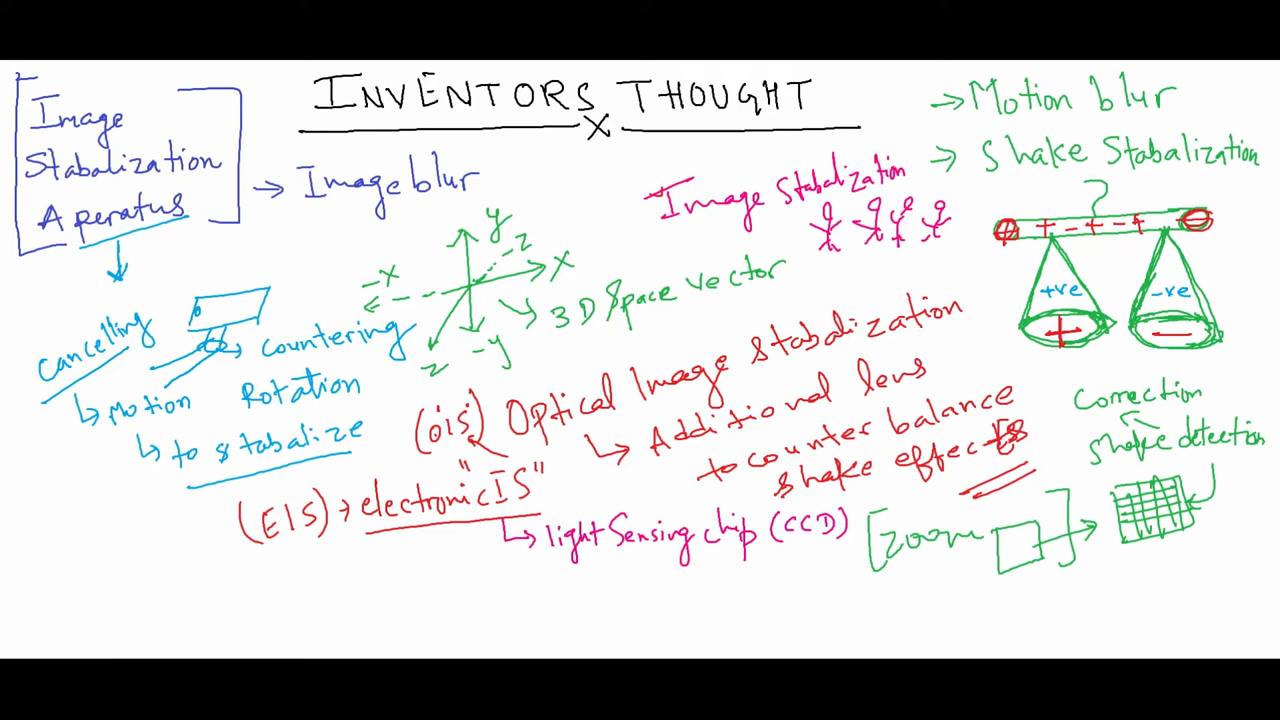 INVENTORS THOUGHT
x
Image
Stabalization
Aperatus
→ Image blur
→ Motion blur
→ Shake Stabalization
Image Stabalization
y
-z
x
-x
z
-y
3D Space vector
+ - + - +
-
+ve
-ve
+
-
Cancelling
Motion
to stabalize
Countering
Rotation
(OIS) Optical Image Stabalization
Additional lens
to counter balance
shake effects
(EIS) → electronic "IS"
light Sensing chip (CCD)
[zoom ]
Correction
shake detection